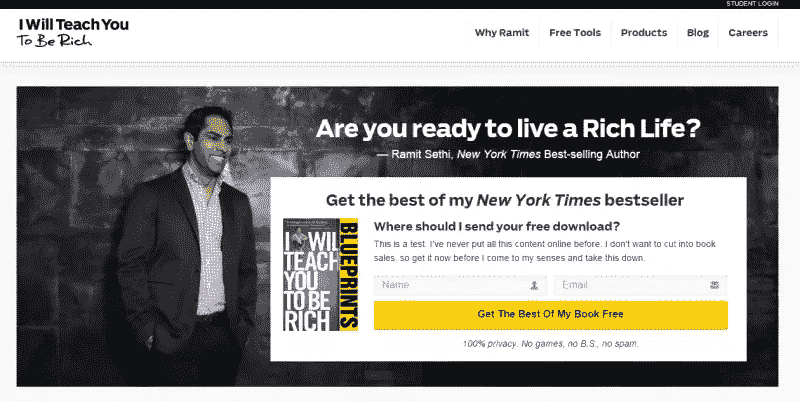 STUDENT LOGIN
I Will Teach You
To Be Rich
Why Ramit Free Tools Products Blog Careers
Are you ready to live a Rich Life?
— Ramit Sethi, New York Times Best-selling Author
Get the best of my New York Times bestseller
I WILL
TEACH
YOU
TO BE
RICH
BLUEPRINTS
Where should I send your free download?
This is a test. I've never put all this content online before. I don't want to cut into book
sales, so get it now before I come to my senses and take this down.
Name Email
Get The Best Of My Book Free
100% privacy. No games, no B.S., no spam.